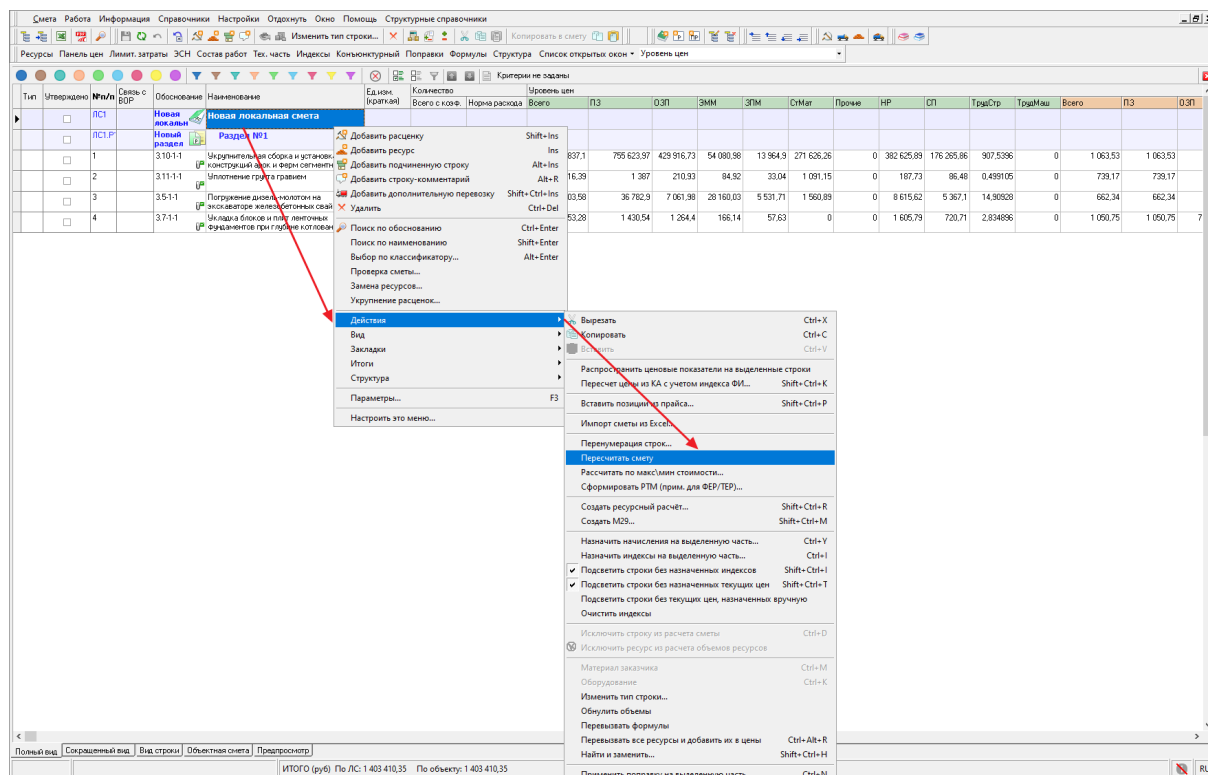 Смета Работа Информация Справочники Настройки Отдохнуть Окно Помощь Структурные справочники
Изменить тип строки... Копировать в смету
Ресурсы Панель цен Лимит. затраты ЭСН Состав работ Тех. часть Индексы Конъюнктурный Поправки Формулы Структура Список открытых окон Уровень цен
Критерии не заданы
Тип Утверждено №п/п Связь с ВОР Обоснование Наименование Ед.изм. (краткая) Количество Уровень цен
Всего с коэф. Норма расхода Всего ПЗ ОЗП ЭММ ЗПМ СтМат Прочие НР СП ТрудСтр ТрудМаш Всего ПЗ ОЗП
ЛС1 Новая локальн Новая локальная смета
ЛС1.Р Новый раздел Раздел №1
1 3.10-1-1 Укрупнительная сборка и установка конструкций арок и ферм сегментн 837,1 755 623,97 429 916,73 54 080,98 13 964,9 271 626,26 0 907,5396 0 1 063,53 1 063,53
2 3.11-1-1 Уплотнение грунта гравием 16,39 1 387 210,93 84,92 33,04 1 091,15 0 187,73 86,48 0,499105 0 739,17 739,17
3 3.5-1-1 Погружение дизель-молотом на экскаваторе железобетонных свай 03,58 36 782,9 7 061,98 28 160,03 5 531,71 1 560,89 0 8 615,62 5 367,1 14,90928 0 662,34 662,34
4 3.7-1-1 Укладка блоков и плит ленточных фундаментов при глубине котлован 53,28 1 430,54 1 264,4 166,14 57,63 0 0 720,71 0 1 050,75 1 050,75 7
Добавить расценку Shift+Ins
Добавить ресурс Ins
Добавить подчиненную строку Alt+Ins
Добавить строку-комментарий Alt+R
Добавить дополнительную перевозку Shift+Ctrl+Ins
Удалить Ctrl+Del
Поиск по обоснованию Ctrl+Enter
Поиск по наименованию Shift+Enter
Выбор по классификатору... Alt+Enter
Проверка сметы...
Замена ресурсов...
Укрупнение расценок...
Действия
Вид
Закладки
Итоги
Структура
Параметры... F3
Настроить это меню...
Вырезать Ctrl+X
Копировать Ctrl+C
Вставить Ctrl+V
Распространить ценовые показатели на выделенные строки
Пересчет цены из КА с учетом индекса ФИ... Shift+Ctrl+K
Вставить позиции из прайса... Shift+Ctrl+P
Импорт сметы из Excel...
Перенумерация строк...
Пересчитать смету
Рассчитать по макс\мин стоимости...
Сформировать РТМ (прим. для ФЕР/ТЕР)...
Создать ресурсный расчёт... Shift+Ctrl+R
Создать М29... Shift+Ctrl+M
Назначить начисления на выделенную часть... Ctrl+Y
Назначить индексы на выделенную часть... Ctrl+I
Подсветить строки без назначенных индексов Shift+Ctrl+I
Подсветить строки без назначенных текущих цен Shift+Ctrl+T
Подсветить строки без текущих цен, назначенных вручную
Очистить индексы
Исключить строку из расчета сметы Ctrl+D
Исключить ресурс из расчета объемов ресурсов
Материал заказчика Ctrl+M
Оборудование Ctrl+K
Изменить тип строки...
Обнулить объемы
Перевызвать формулы
Перевызвать все ресурсы и добавить их в цены Ctrl+Alt+R
Найти и заменить... Shift+Ctrl+H
Применить поправку на выделенную часть... Ctrl+N
Полный вид Сокращенный вид Вид строки Объектная смета Предпросмотр
ИТОГО (руб) По ЛС: 1 403 410,35 По объекту: 1 403 410,35 RU